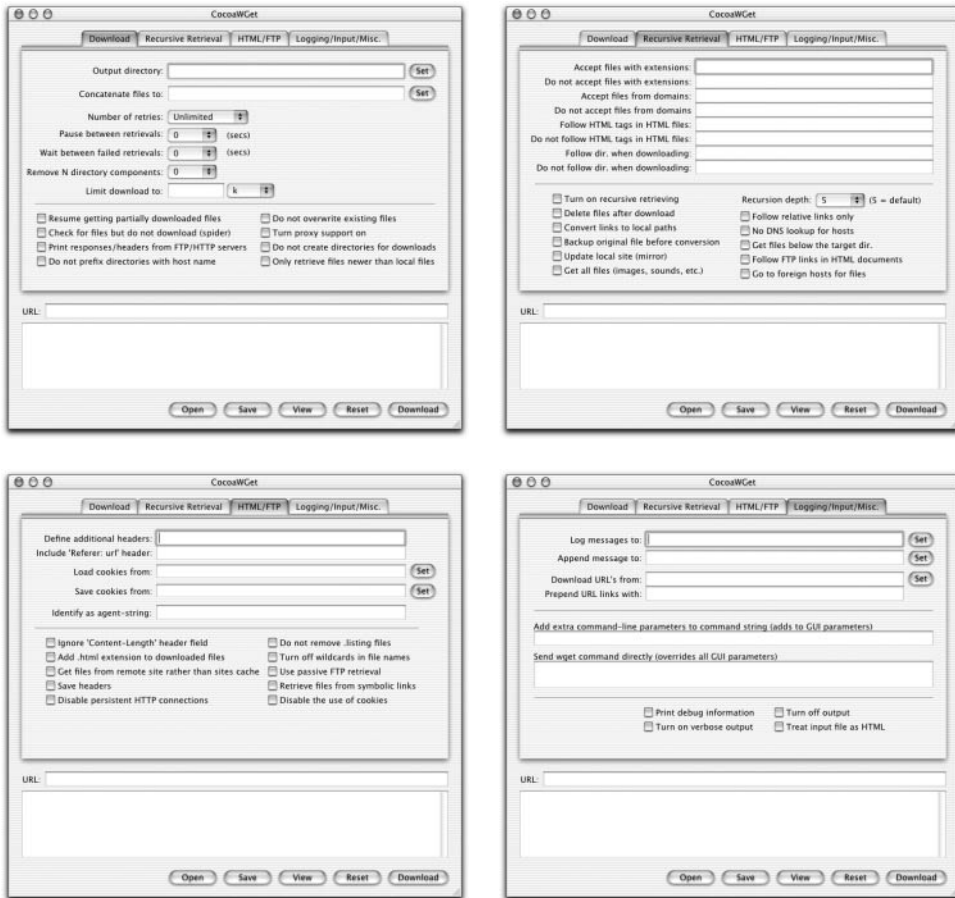 CocoaWGet
Download Recursive Retrieval HTML/FTP Logging/Input/Misc.
Output directory: Set
Concatenate files to: Set
Number of retries: Unlimited
Pause between retrievals: 0 (secs)
Wait between failed retrievals: 0 (secs)
Remove N directory components: 0
Limit download to: k
Resume getting partially downloaded files Do not overwrite existing files
Check for files but do not download (spider) Turn proxy support on
Print responses/headers from FTP/HTTP servers Do not create directories for downloads
Do not prefix directories with host name Only retrieve files newer than local files
URL:
Open Save View Reset Download
CocoaWGet
Download Recursive Retrieval HTML/FTP Logging/Input/Misc.
Accept files with extensions:
Do not accept files with extensions:
Accept files from domains:
Do not accept files from domains
Follow HTML tags in HTML files:
Do not follow HTML tags in HTML files:
Follow dir. when downloading:
Do not follow dir. when downloading:
Turn on recursive retrieving Recursion depth: 5 (5 = default)
Delete files after download Follow relative links only
Convert links to local paths No DNS lookup for hosts
Backup original file before conversion Get files below the target dir.
Update local site (mirror) Follow FTP links in HTML documents
Get all files (images, sounds, etc.) Go to foreign hosts for files
URL:
Open Save View Reset Download
CocoaWGet
Download Recursive Retrieval HTML/FTP Logging/Input/Misc.
Define additional headers:
Include 'Referer: url' header:
Load cookies from: Set
Save cookies from: Set
Identify as agent-string:
Ignore 'Content-Length' header field Do not remove .listing files
Add .html extension to downloaded files Turn off wildcards in file names
Get files from remote site rather than sites cache Use passive FTP retrieval
Save headers Retrieve files from symbolic links
Disable persistent HTTP connections Disable the use of cookies
URL:
Open Save View Reset Download
CocoaWGet
Download Recursive Retrieval HTML/FTP Logging/Input/Misc.
Log messages to: Set
Append message to: Set
Download URL's from: Set
Prepend URL links with:
Add extra command-line parameters to command string (adds to GUI parameters)
Send wget command directly (overrides all GUI parameters)
Print debug information Turn off output
Turn on verbose output Treat input file as HTML
URL:
Open Save View Reset Download